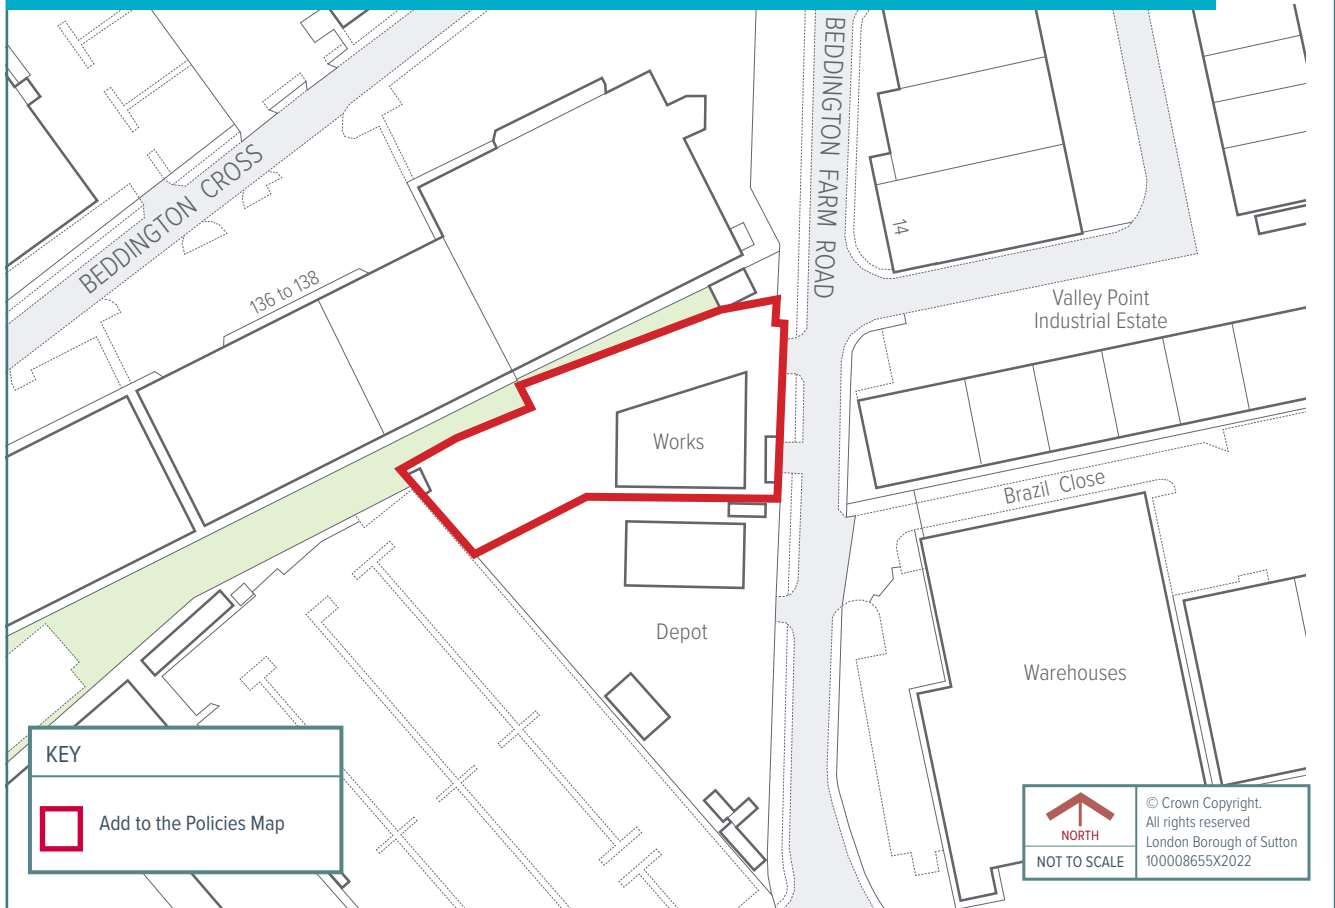 BEDDINGTON CROSS
BEDDINGTON FARM ROAD
14
136 to 138
Valley Point
Industrial Estate
Works
Brazil Close
Depot
Warehouses
KEY
Add to the Policies Map
NORTH
NOT TO SCALE
© Crown Copyright.
All rights reserved
London Borough of Sutton
100008655X2022